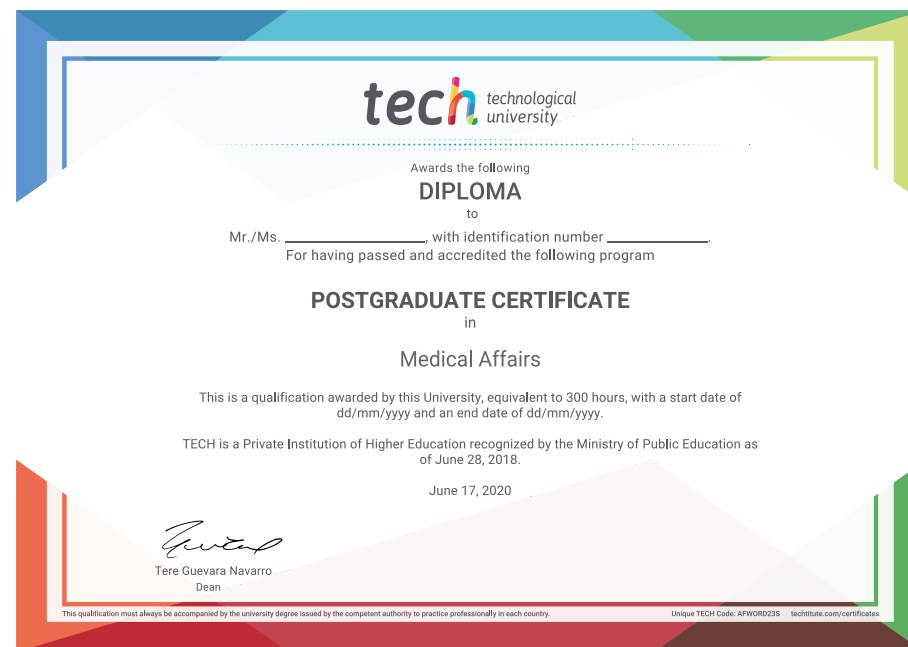 tech technological
university
Awards the following
DIPLOMA
to
Mr./Ms. ____________________, with identification number ______________.
For having passed and accredited the following program
POSTGRADUATE CERTIFICATE
in
Medical Affairs
This is a qualification awarded by this University, equivalent to 300 hours, with a start date of
dd/mm/yyyy and an end date of dd/mm/yyyy.
TECH is a Private Institution of Higher Education recognized by the Ministry of Public Education as
of June 28, 2018.
June 17, 2020
Tere Guevara Navarro
Dean
This qualification must always be accompanied by the university degree issued by the competent authority to practice professionally in each country.
Unique TECH Code: AFWORD23S techtitute.com/certificates